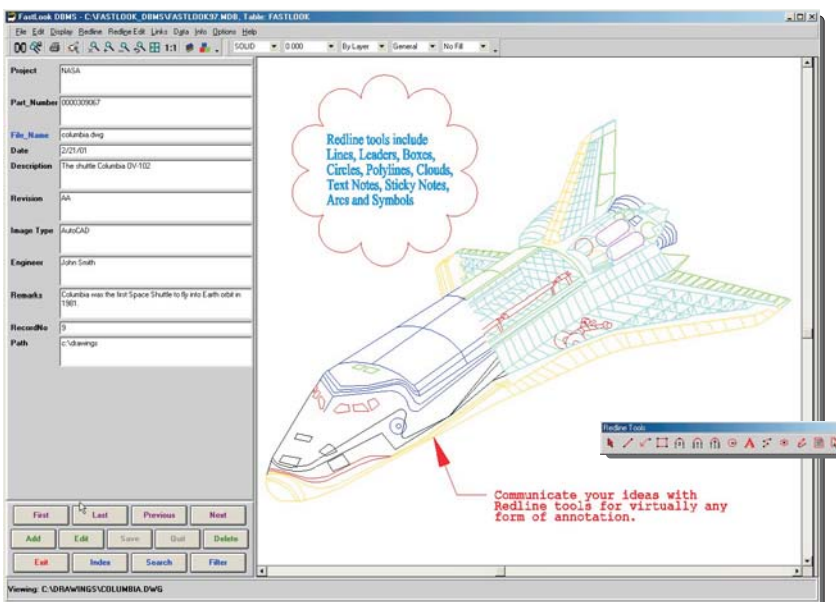 FastLook DBMS - C:\FASTLOOK_DBMS\FASTLOOK97.MDB, Table: FASTLOOK
File Edit Display Redline Redline Edit Links Data Info Options Help
1:1 SOLID 0.000 By Layer General No Fill
Project NASA
Part_Number 0000309067
File_Name columbia.dwg
Date 2/21/01
Description The shuttle Columbia OV-102
Revision AA
Image Type AutoCAD
Engineer John Smith
Remarks Columbia was the first Space Shuttle to fly into Earth orbit in
1981.
RecordNo 9
Path c:\drawings
Redline tools include
Lines, Leaders, Boxes,
Circles, Polylines, Clouds,
Text Notes, Sticky Notes,
Arcs and Symbols
Redline Tools
A
Communicate your ideas with
Redline tools for virtually any
form of annotation.
First Last Previous Next
Add Edit Save Quit Delete
Exit Index Search Filter
Viewing: C:\DRAWINGS\COLUMBIA.DWG